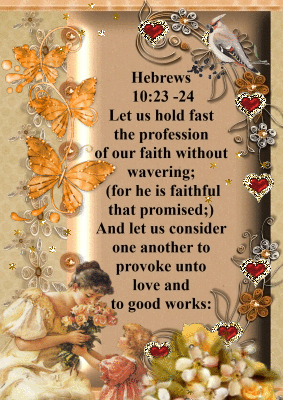 Hebrews
10:23 -24
Let us hold fast
the profession
of our faith without
wavering;
(for he is faithful
that promised;)
And let us consider
one another to
provoke unto
love and
to good works: